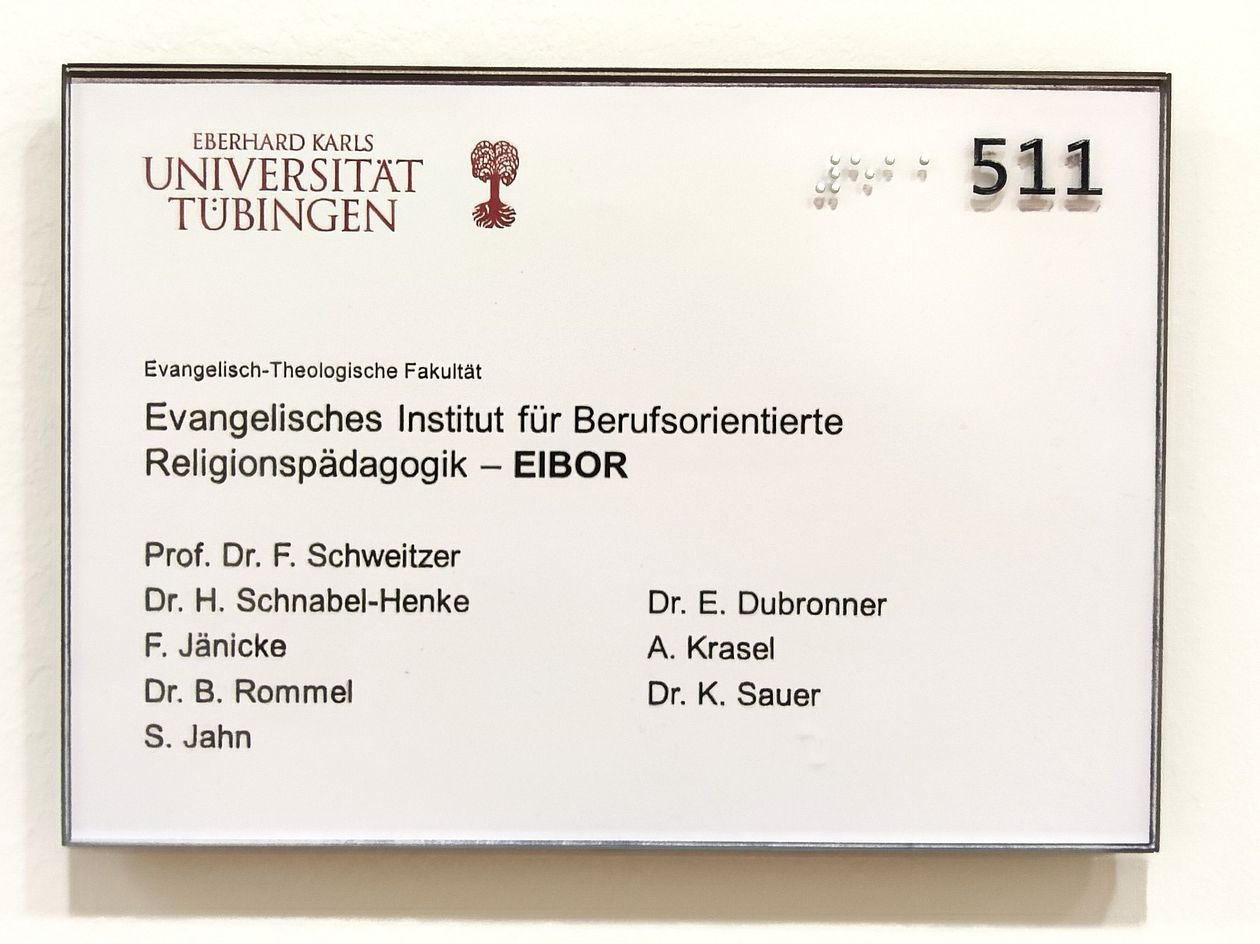 EBERHARD KARLS
UNIVERSITÄT
TÜBINGEN
511
Evangelisch-Theologische Fakultät
Evangelisches Institut für Berufsorientierte
Religionspädagogik – EIBOR
Prof. Dr. F. Schweitzer
Dr. H. Schnabel-Henke
F. Jänicke
Dr. B. Rommel
S. Jahn
Dr. E. Dubronner
A. Krasel
Dr. K. Sauer